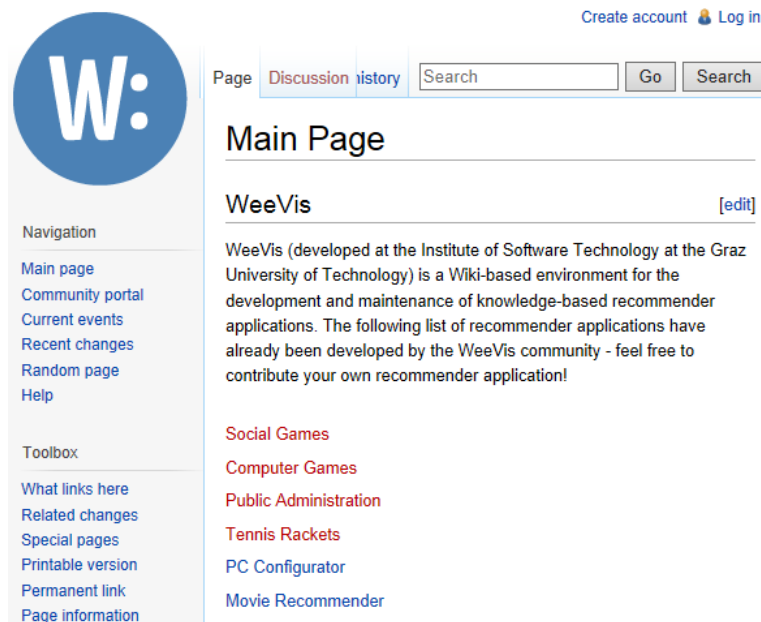 Create account Log in
W:
Page Discussion istory Search Go Search
Main Page
WeeVis [edit]
WeeVis (developed at the Institute of Software Technology at the Graz
University of Technology) is a Wiki-based environment for the
development and maintenance of knowledge-based recommender
applications. The following list of recommender applications have
already been developed by the WeeVis community - feel free to
contribute your own recommender application!
Social Games
Computer Games
Public Administration
Tennis Rackets
PC Configurator
Movie Recommender
Navigation
Main page
Community portal
Current events
Recent changes
Random page
Help
Toolbox
What links here
Related changes
Special pages
Printable version
Permanent link
Page information